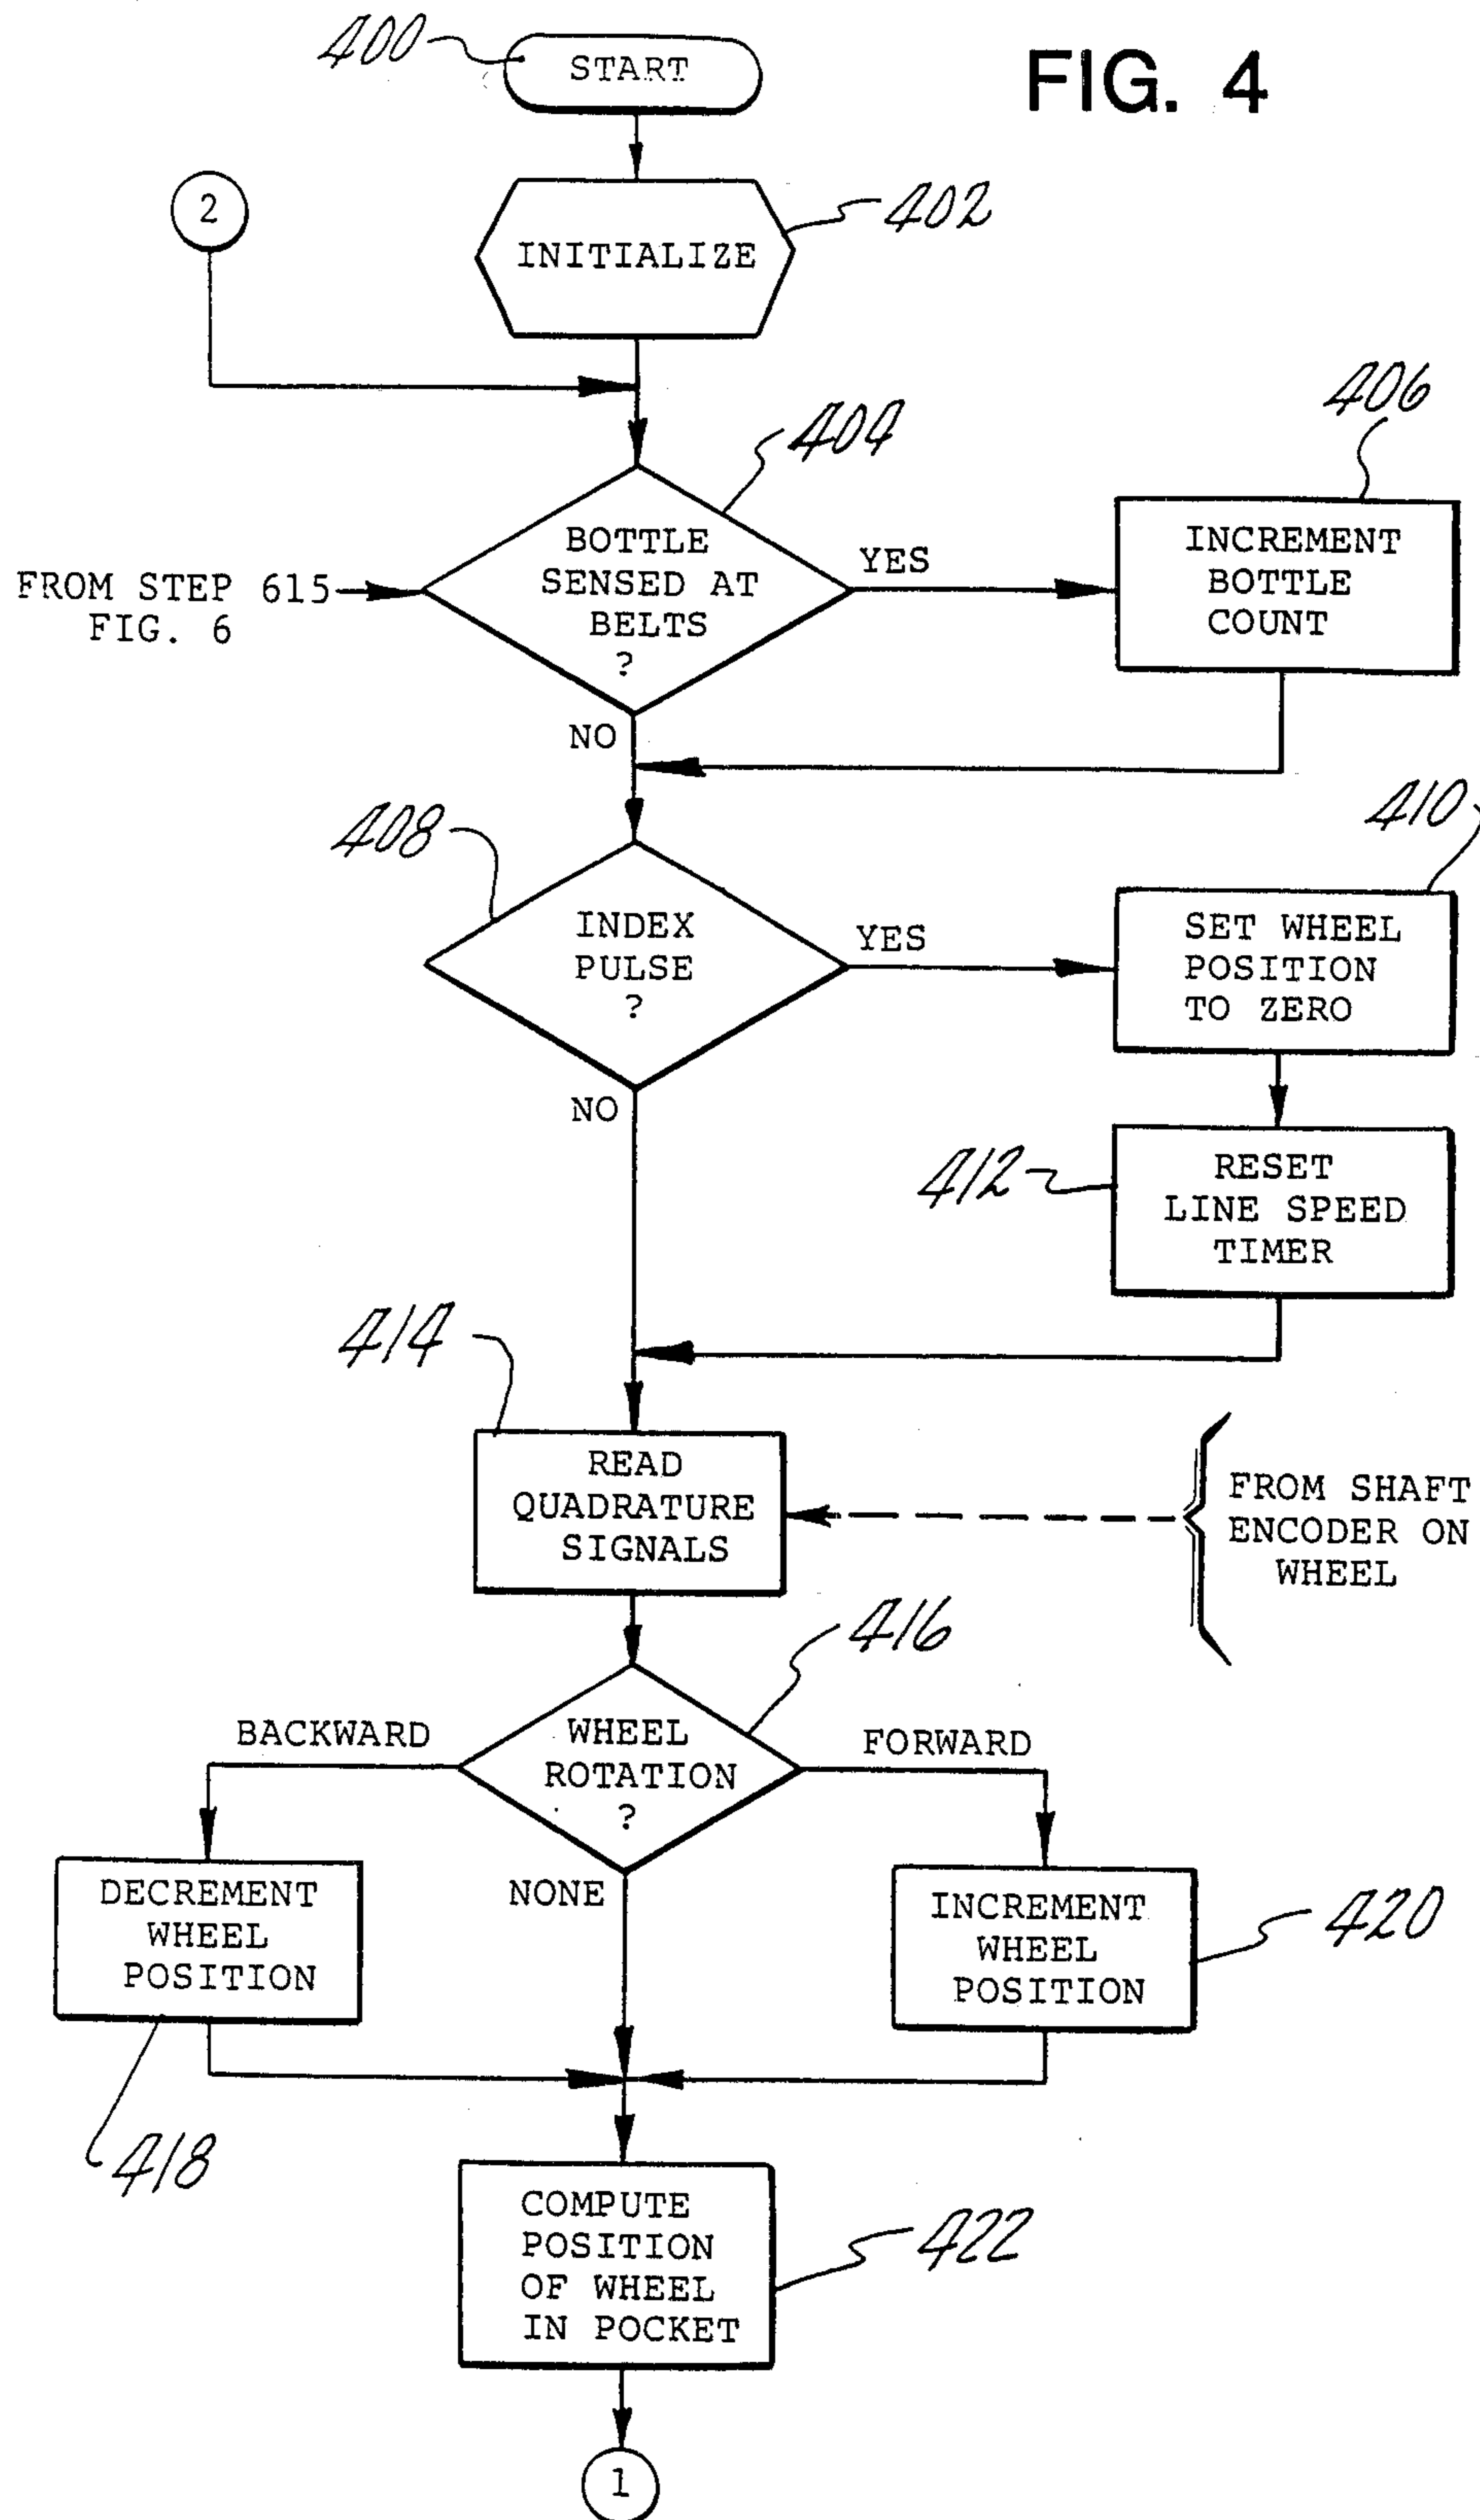 400
START
FIG. 4
2
INITIALIZE
402
404
406
BOTTLE
SENSED AT
BELTS
?
YES
INCREMENT
BOTTLE
COUNT
FROM STEP 615
FIG. 6
NO
408
410
INDEX
PULSE
?
YES
SET WHEEL
POSITION
TO ZERO
NO
412
RESET
LINE SPEED
TIMER
414
READ
QUADRATURE
SIGNALS
FROM SHAFT
ENCODER ON
WHEEL
416
BACKWARD
WHEEL
ROTATION
?
FORWARD
NONE
DECREMENT
WHEEL
POSITION
INCREMENT
WHEEL
POSITION
420
418
COMPUTE
POSITION
OF WHEEL
IN POCKET
422
1